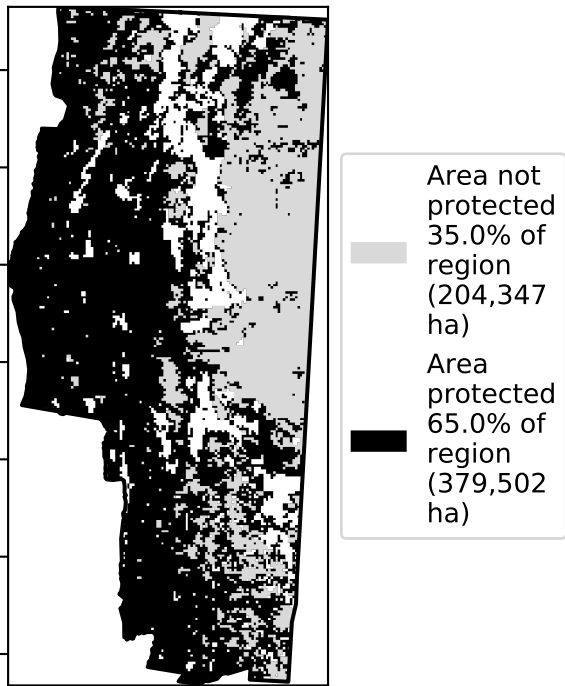 Area not
protected
35.0% of
region
(204,347
ha)
Area
protected
65.0% of
region
(379,502
ha)